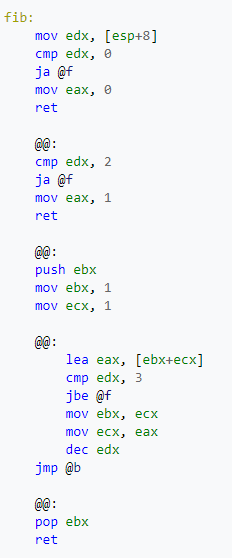 fib:
mov edx, [esp+8]
cmp edx, 0
ja @f
mov eax, 0
ret
@@:
cmp edx, 2
ja @f
mov eax, 1
ret
@@:
push ebx
mov ebx, 1
mov ecx, 1
@@:
lea eax, [ebx+ecx]
cmp edx, 3
jbe @f
mov ebx, ecx
mov ecx, eax
dec edx
jmp @b
@@:
pop ebx
ret